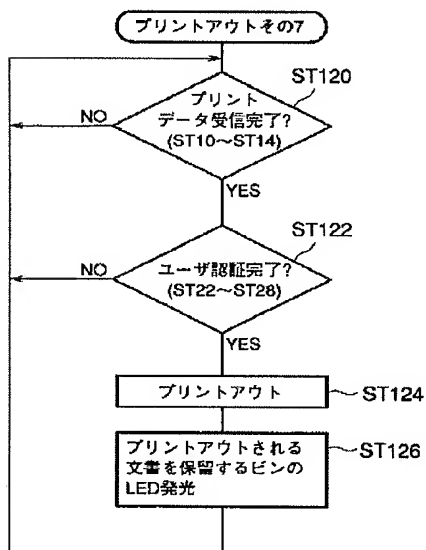 プリントアウトその7
ST120
プリント
データ受信完了?
(ST10～ST14)
NO
YES
ST122
ユーザ認証完了?
(ST22～ST28)
NO
YES
プリントアウト
ST124
プリントアウトされる
文書を保留するビンの
LED発光
ST126